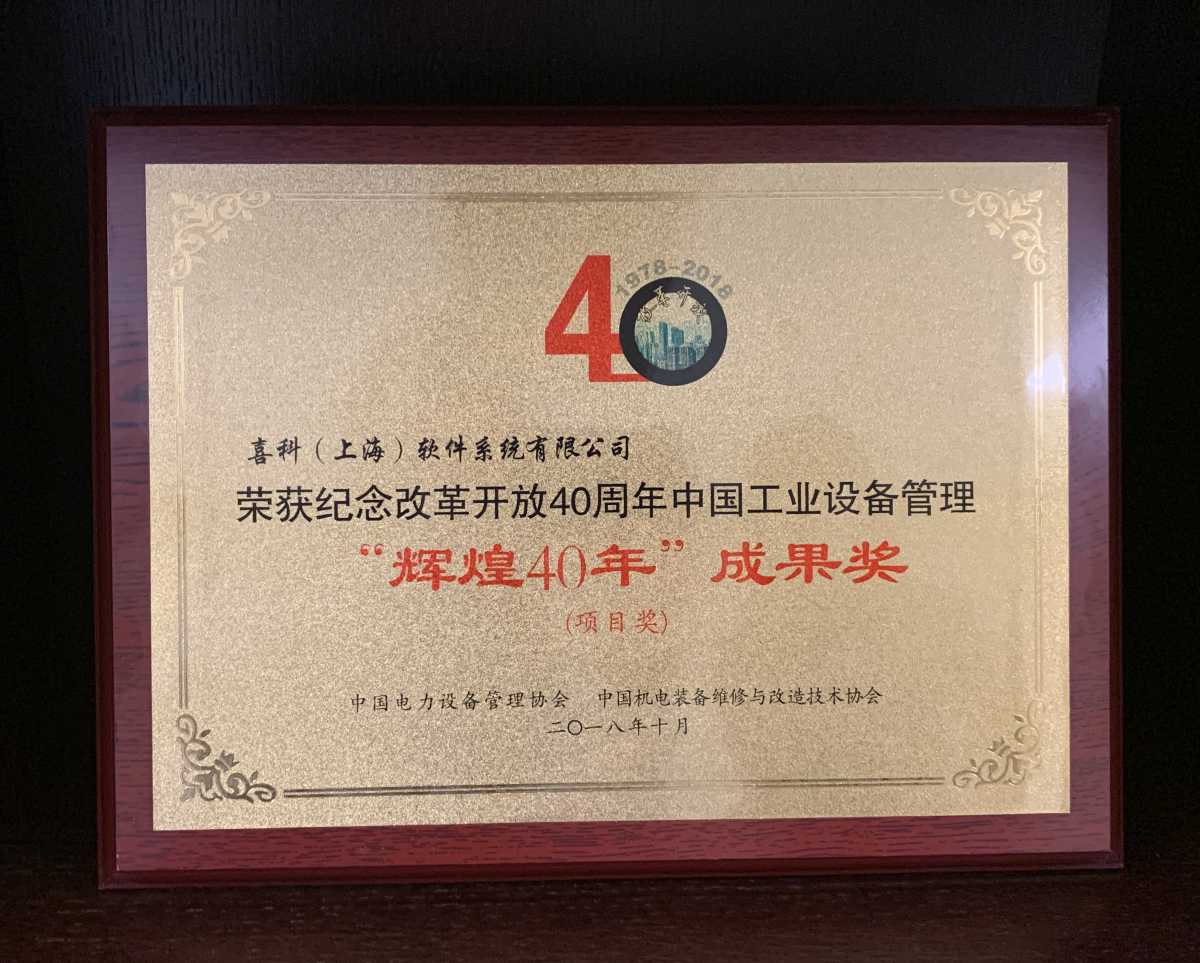 40
1978-2018
改革开放
喜科（上海）软件系统有限公司
荣获纪念改革开放40周年中国工业设备管理
“辉煌40年”成果奖
(项目奖)
中国电力设备管理协会 中国机电装备维修与改造技术协会
二〇一八年十月